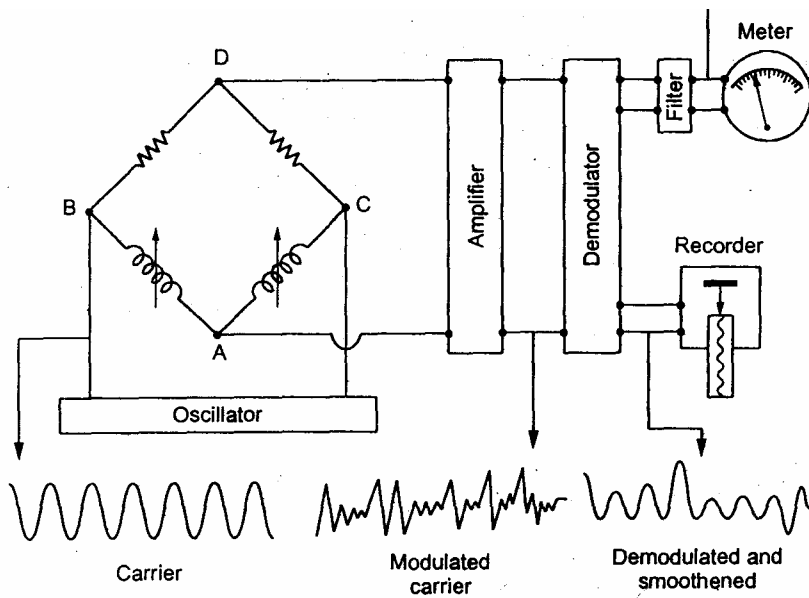 Meter
D
Filter
B
C
Amplifier
Demodulator
Recorder
A
Oscillator
Carrier
Modulated
carrier
Demodulated and
smoothened